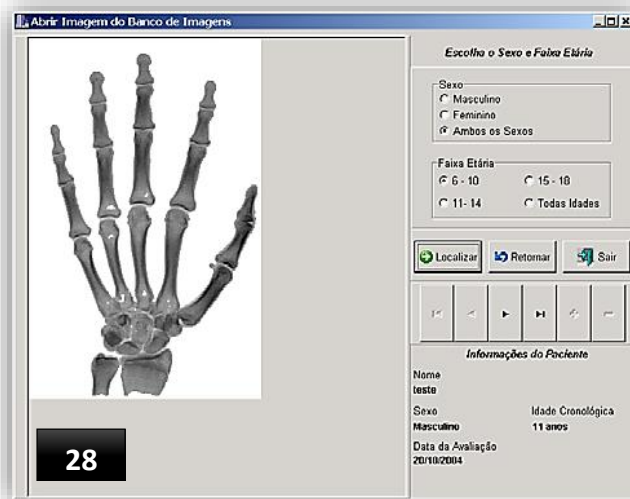 Abrir Imagem do Banco de Imagens
Escolha o Sexo e Faixa Etária
Sexo
Masculino
Feminino
Ambos os Sexos
Faixa Etária
6 - 10 15 - 18
11- 14 Todas Idades
Localizar Retornar Sair
Informações do Paciente
Nome
teste
Sexo Idade Cronológica
Masculino 11 anos
Data da Avaliação
20/10/2004
28